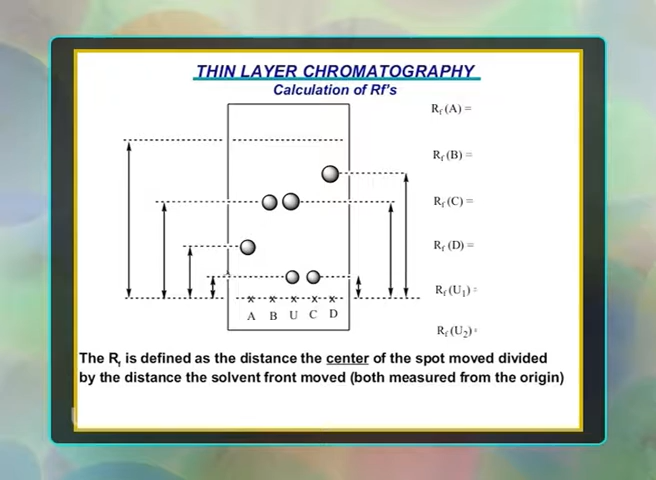 THIN LAYER CHROMATOGRAPHY
Calculation of Rf's
Rf (A) =
Rf (B) =
Rf (C) =
Rf (D) =
Rf (U1) =
Rf (U2) =
x x x x x
A B U C D
The Rf is defined as the distance the center of the spot moved divided
by the distance the solvent front moved (both measured from the origin)